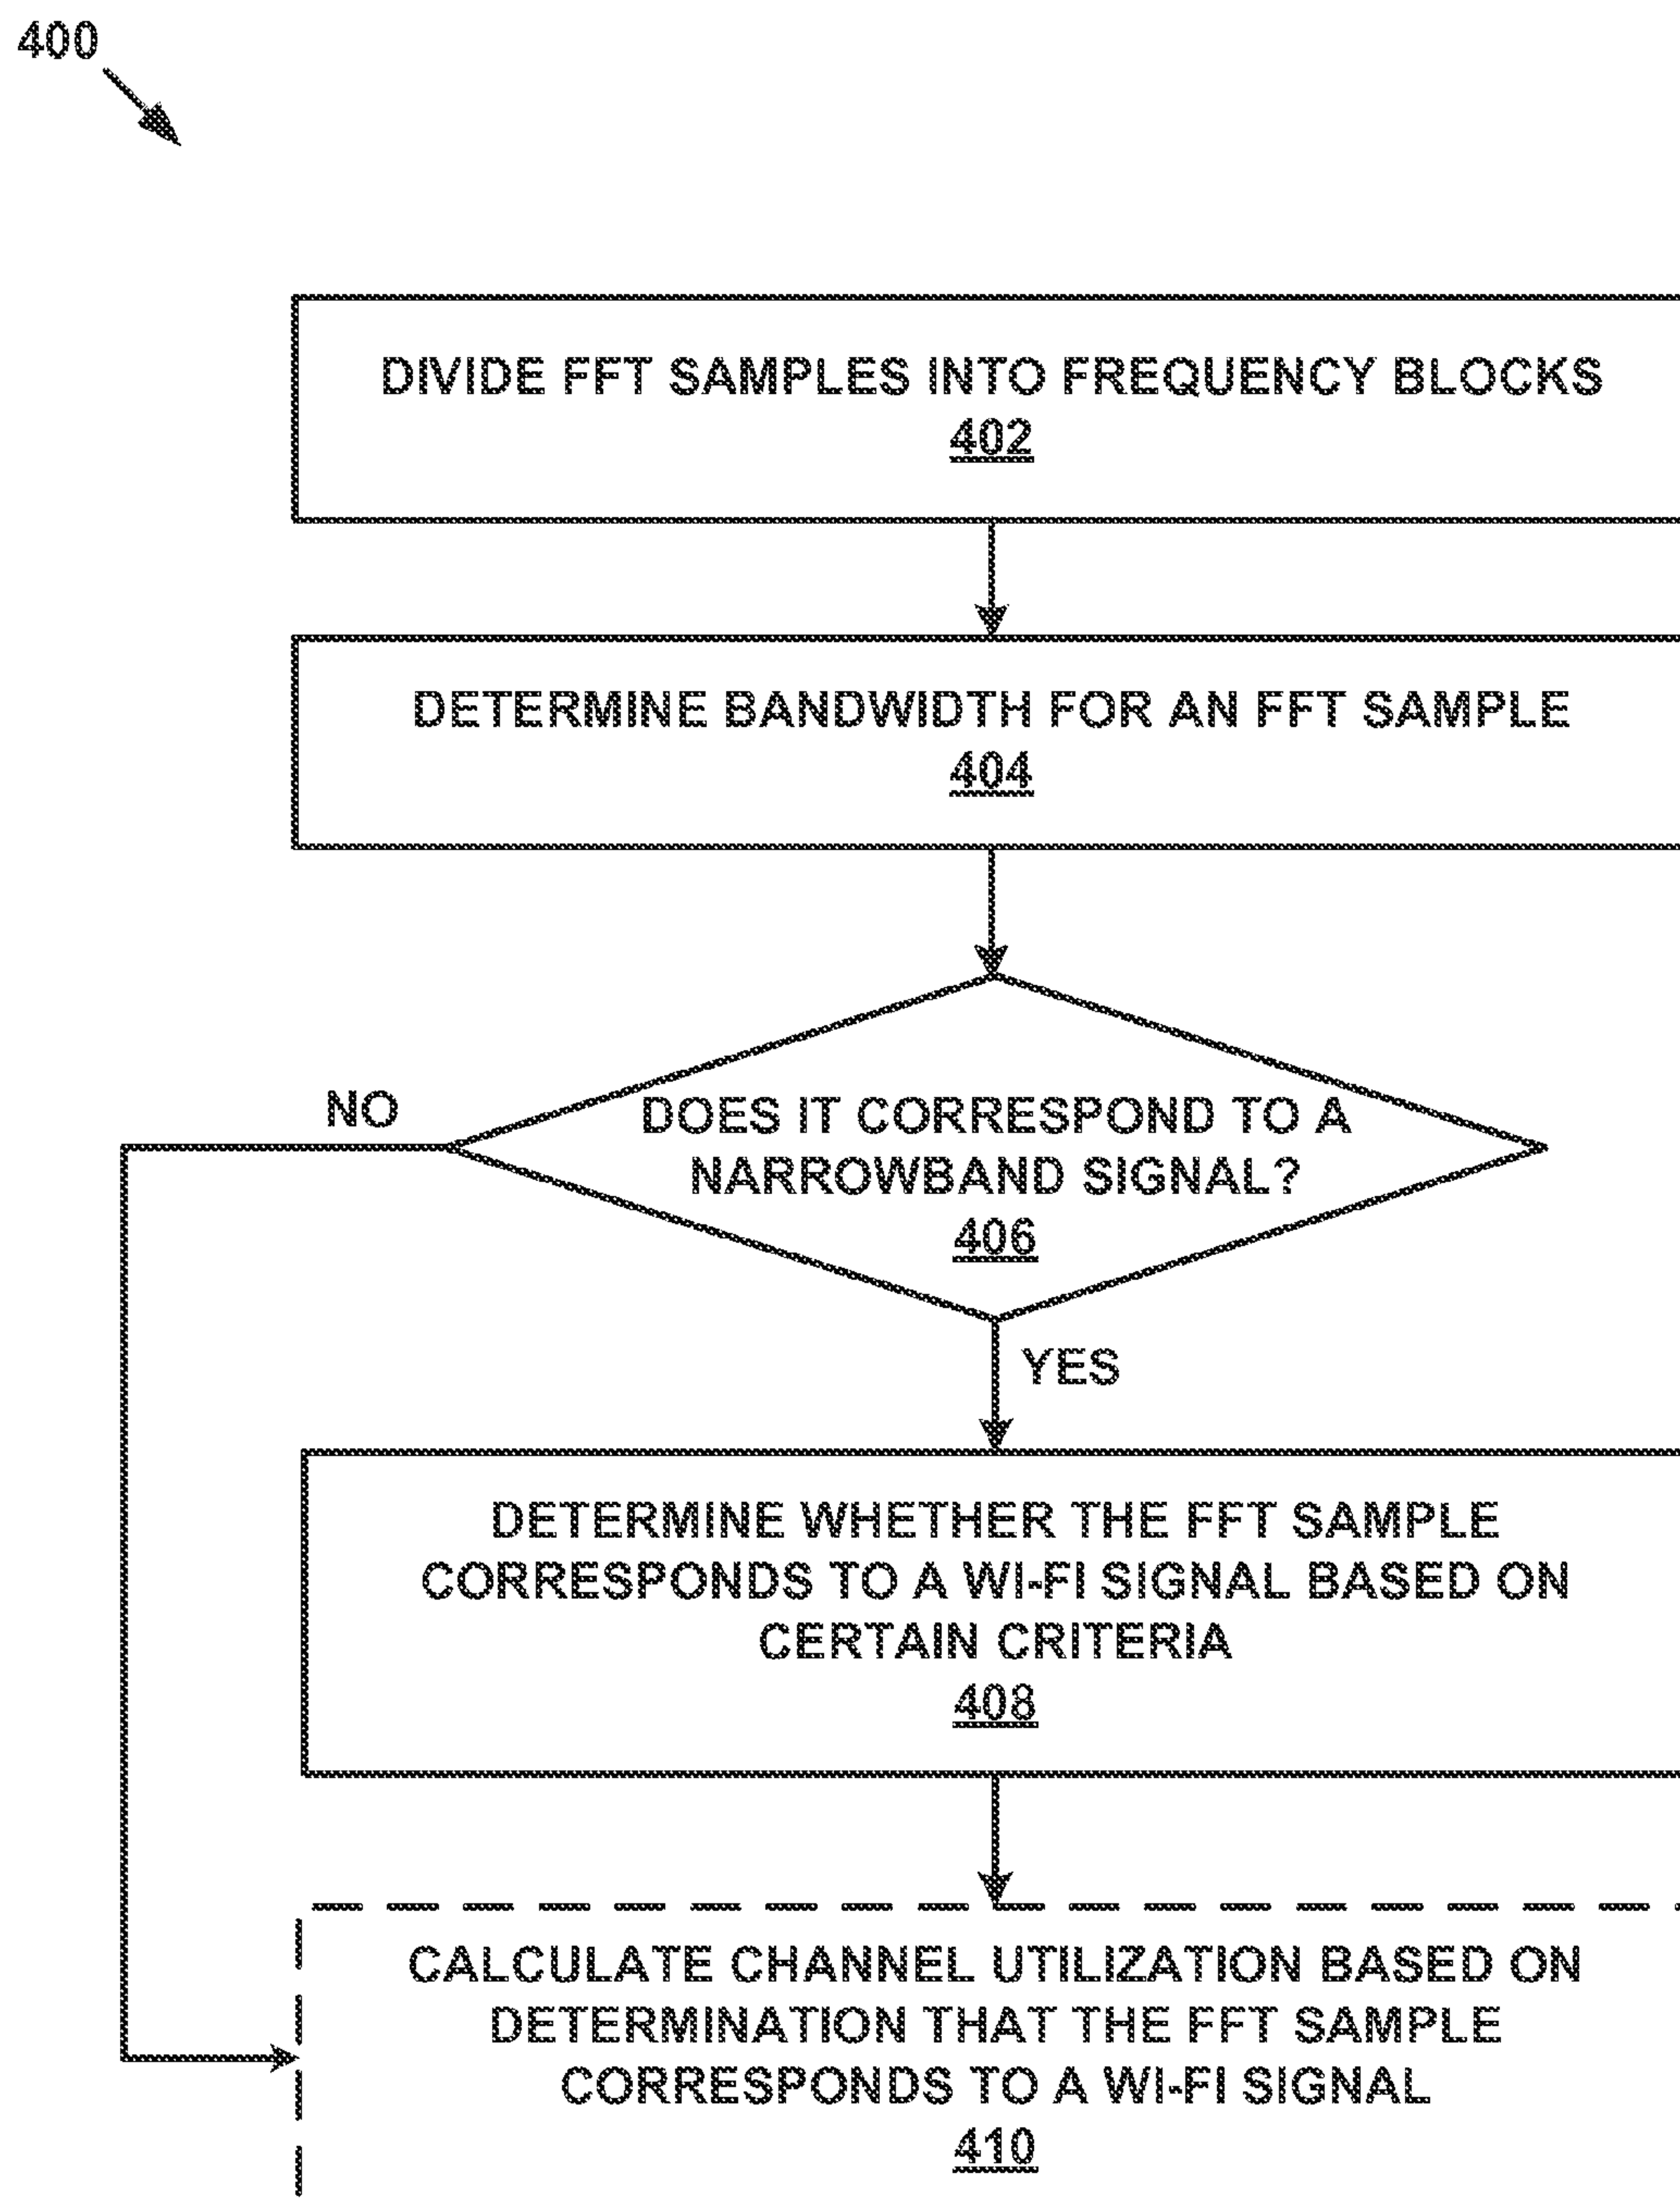 400
DIVIDE FFT SAMPLES INTO FREQUENCY BLOCKS
402
DETERMINE BANDWIDTH FOR AN FFT SAMPLE
404
DOES IT CORRESPOND TO A
NARROWBAND SIGNAL?
406
NO
YES
DETERMINE WHETHER THE FFT SAMPLE
CORRESPONDS TO A WI-FI SIGNAL BASED ON
CERTAIN CRITERIA
408
CALCULATE CHANNEL UTILIZATION BASED ON
DETERMINATION THAT THE FFT SAMPLE
CORRESPONDS TO A WI-FI SIGNAL
410